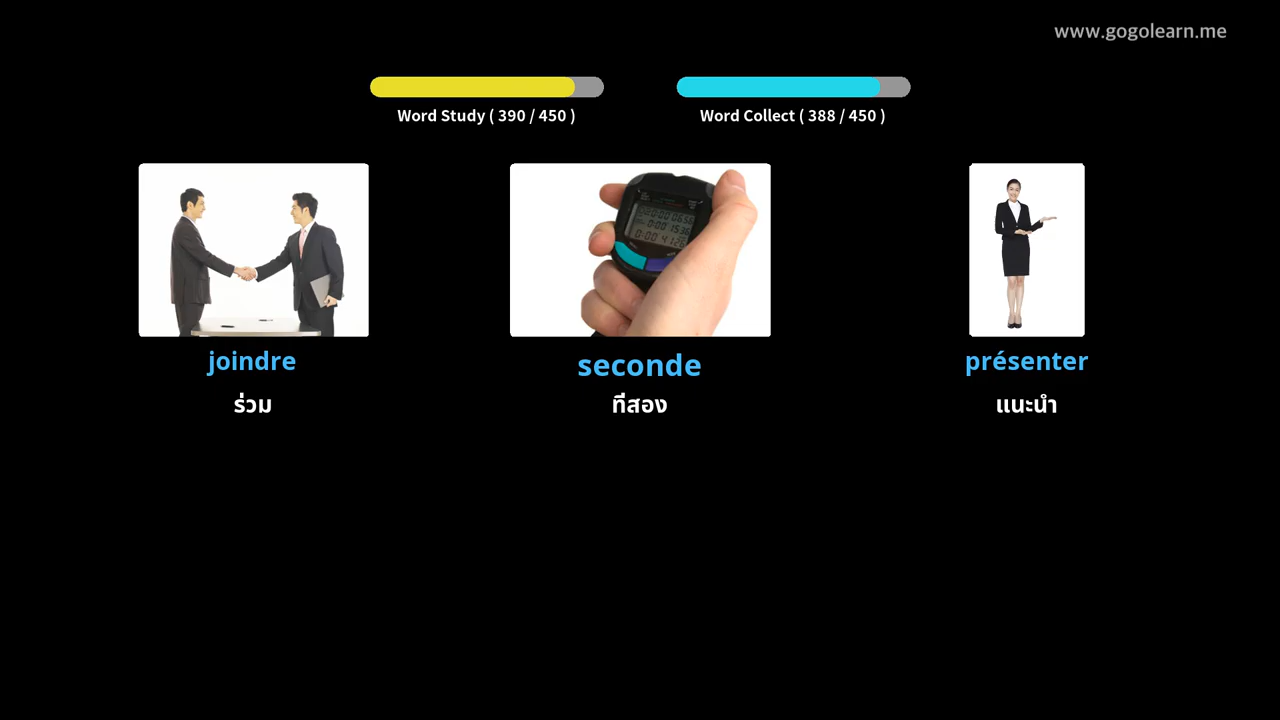 www.gogolearn.me
Word Study ( 390 / 450 )
Word Collect ( 388 / 450 )
joindre
seconde
présenter
ร่วม
ที่สอง
แนะนำ